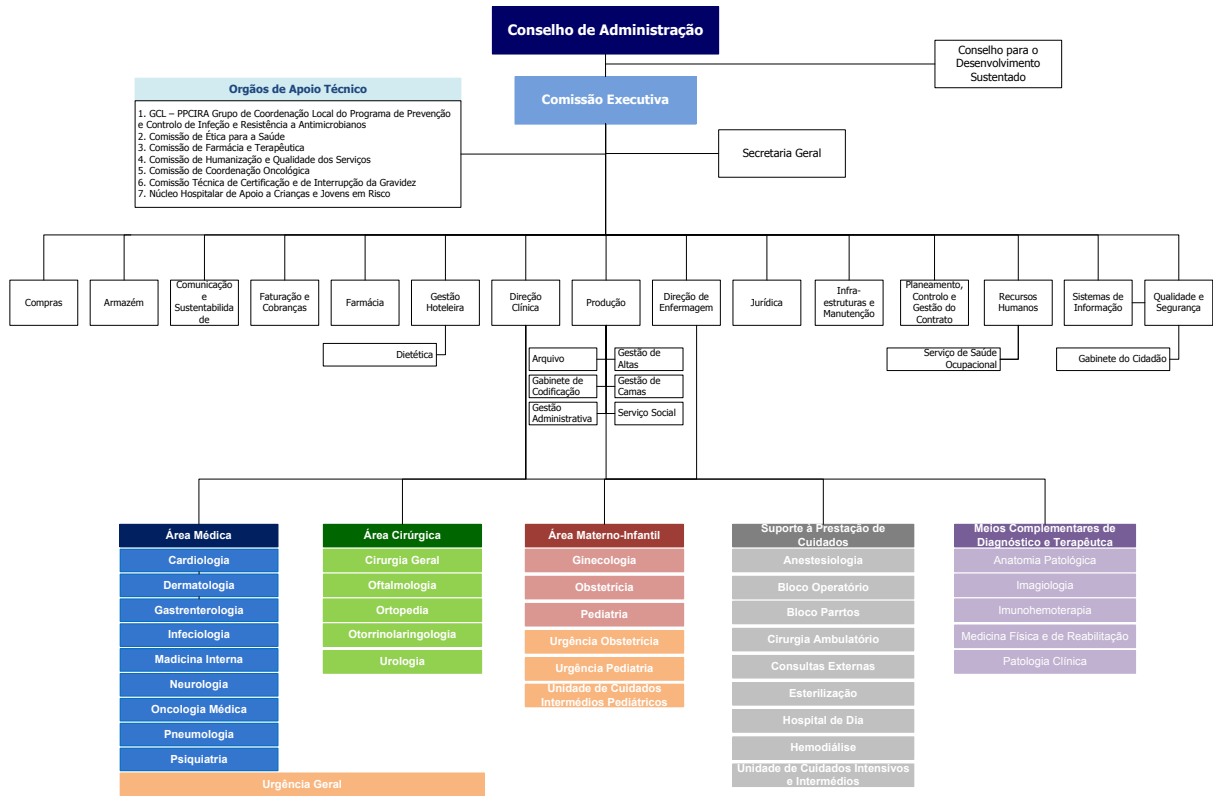 Conselho de Administração
Conselho para o
Desenvolvimento
Sustentado
Orgãos de Apoio Técnico
Comissão Executiva
1. GCL – PPCIRA Grupo de Coordenação Local do Programa de Prevenção
e Controlo de Infeção e Resistência a Antimicrobianos
2. Comissão de Ética para a Saúde
3. Comissão de Farmácia e Terapêutica
4. Comissão de Humanização e Qualidade dos Serviços
5. Comissão de Coordenação Oncológica
6. Comissão Técnica de Certificação e de Interrupção da Gravidez
7. Núcleo Hospitalar de Apoio a Crianças e Jovens em Risco
Secretaria Geral
Compras
Armazém
Comunicação
e
Sustentabilida
de
Faturação e
Cobranças
Farmácia
Gestão
Hoteleira
Direção
Clínica
Produção
Direção de
Enfermagem
Jurídica
Infra-
estruturas e
Manutenção
Planeamento,
Controlo e
Gestão do
Contrato
Recursos
Humanos
Sistemas de
Informação
Qualidade e
Segurança
Dietética
Arquivo
Gestão de
Altas
Gabinete de
Codificação
Gestão de
Camas
Gestão
Administrativa
Serviço Social
Serviço de Saúde
Ocupacional
Gabinete do Cidadão
Área Médica
Cardiologia
Dermatologia
Gastrenterologia
Infeciologia
Madicina Interna
Neurologia
Oncologia Médica
Pneumologia
Psiquiatria
Urgência Geral
Área Cirúrgica
Cirurgia Geral
Oftalmologia
Ortopedia
Otorrinolaringologia
Urologia
Área Materno-Infantil
Ginecologia
Obstetrícia
Pediatria
Urgência Obstetrícia
Urgência Pediatria
Unidade de Cuidados
Intermédios Pediátricos
Suporte à Prestação de
Cuidados
Anestesiologia
Bloco Operatório
Bloco Parrtos
Cirurgia Ambulatório
Consultas Externas
Esterilização
Hospital de Dia
Hemodiálise
Unidade de Cuidados Intensivos
e Intermédios
Meios Complementares de
Diagnóstico e Terapêutca
Anatomia Patológica
Imagiologia
Imunohemoterapia
Medicina Física e de Reabilitação
Patologia Clínica